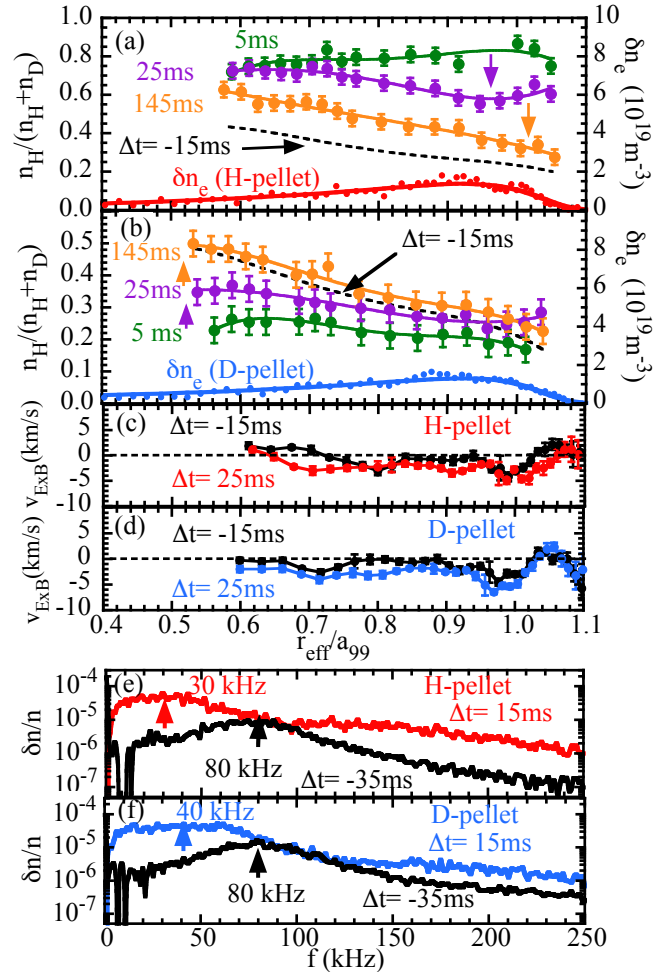 (a)
5ms
25ms
145ms
Δt= -15ms
δn_e (H-pellet)
n_H/(n_H+n_D)
1.0
0.8
0.6
0.4
0.2
0.0
10
8
6
4
2
0
δn_e (10^19 m^-3)
(b)
145ms
Δt= -15ms
25ms
5 ms
δn_e (D-pellet)
n_H/(n_H+n_D)
0.5
0.4
0.3
0.2
0.1
0.0
8
6
4
2
0
δn_e (10^19 m^-3)
(c)
Δt= -15ms
H-pellet
Δt= 25ms
v_ExB(km/s)
5
0
-5
-10
(d)
Δt= -15ms
D-pellet
Δt= 25ms
v_ExB(km/s)
5
0
-5
-10
0.4 0.5 0.6 0.7 0.8 0.9 1.0 1.1
r_eff/a_99
(e)
30 kHz
H-pellet
Δt= 15ms
80 kHz
Δt= -35ms
δn/n
10^-4
10^-5
10^-6
10^-7
(f)
40 kHz
D-pellet
Δt= 15ms
80 kHz
Δt= -35ms
δn/n
10^-4
10^-5
10^-6
10^-7
0 50 100 150 200 250
f (kHz)